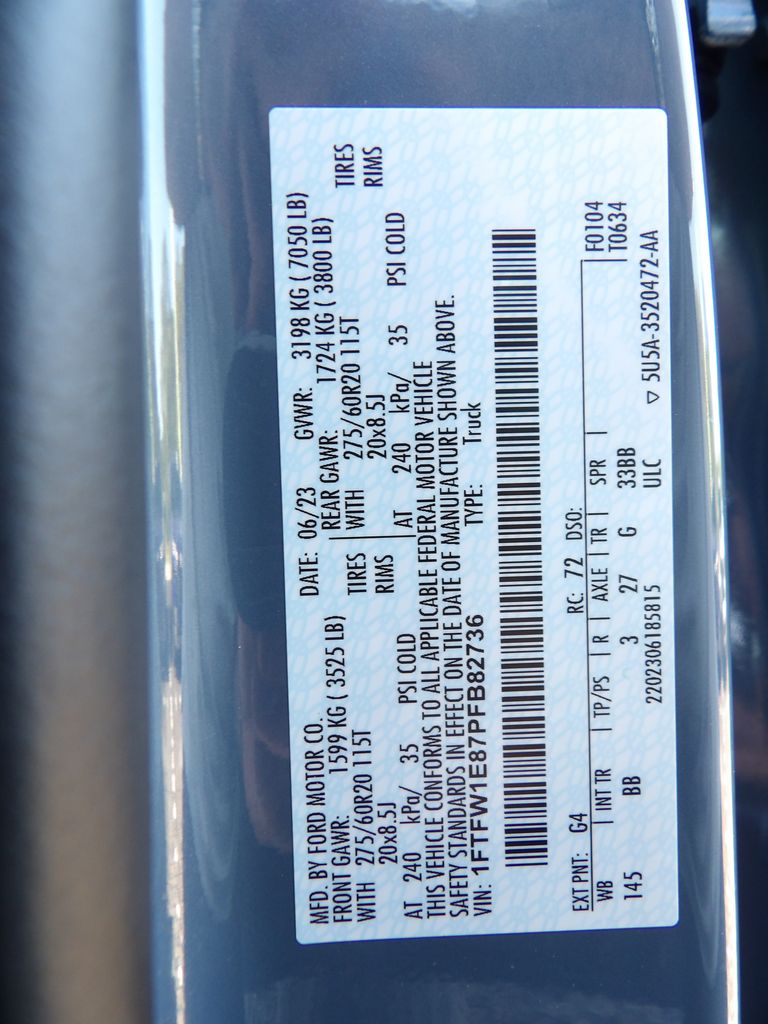 MFD. BY FORD MOTOR CO. DATE: 06/23 GVWR: 3198 KG ( 7050 LB)
FRONT GAWR: 1599 KG ( 3525 LB) REAR GAWR: 1724 KG ( 3800 LB)
WITH 275/60R20 115T TIRES WITH 275/60R20 115T TIRES
20x8.5J RIMS 20x8.5J RIMS
AT 240 kPa/ 35 PSI COLD AT 240 kPa/ 35 PSI COLD
THIS VEHICLE CONFORMS TO ALL APPLICABLE FEDERAL MOTOR VEHICLE
SAFETY STANDARDS IN EFFECT ON THE DATE OF MANUFACTURE SHOWN ABOVE.
VIN: 1FTFW1E87PFB82736 TYPE: Truck
EXT PNT: G4 RC: 72 DSO: F0104
WB | INT TR | TP/PS | R | AXLE | TR | SPR | T0634
145 BB 3 27 G 33BB
2202306185815 ULC ▽ 5U5A-3520472-AA